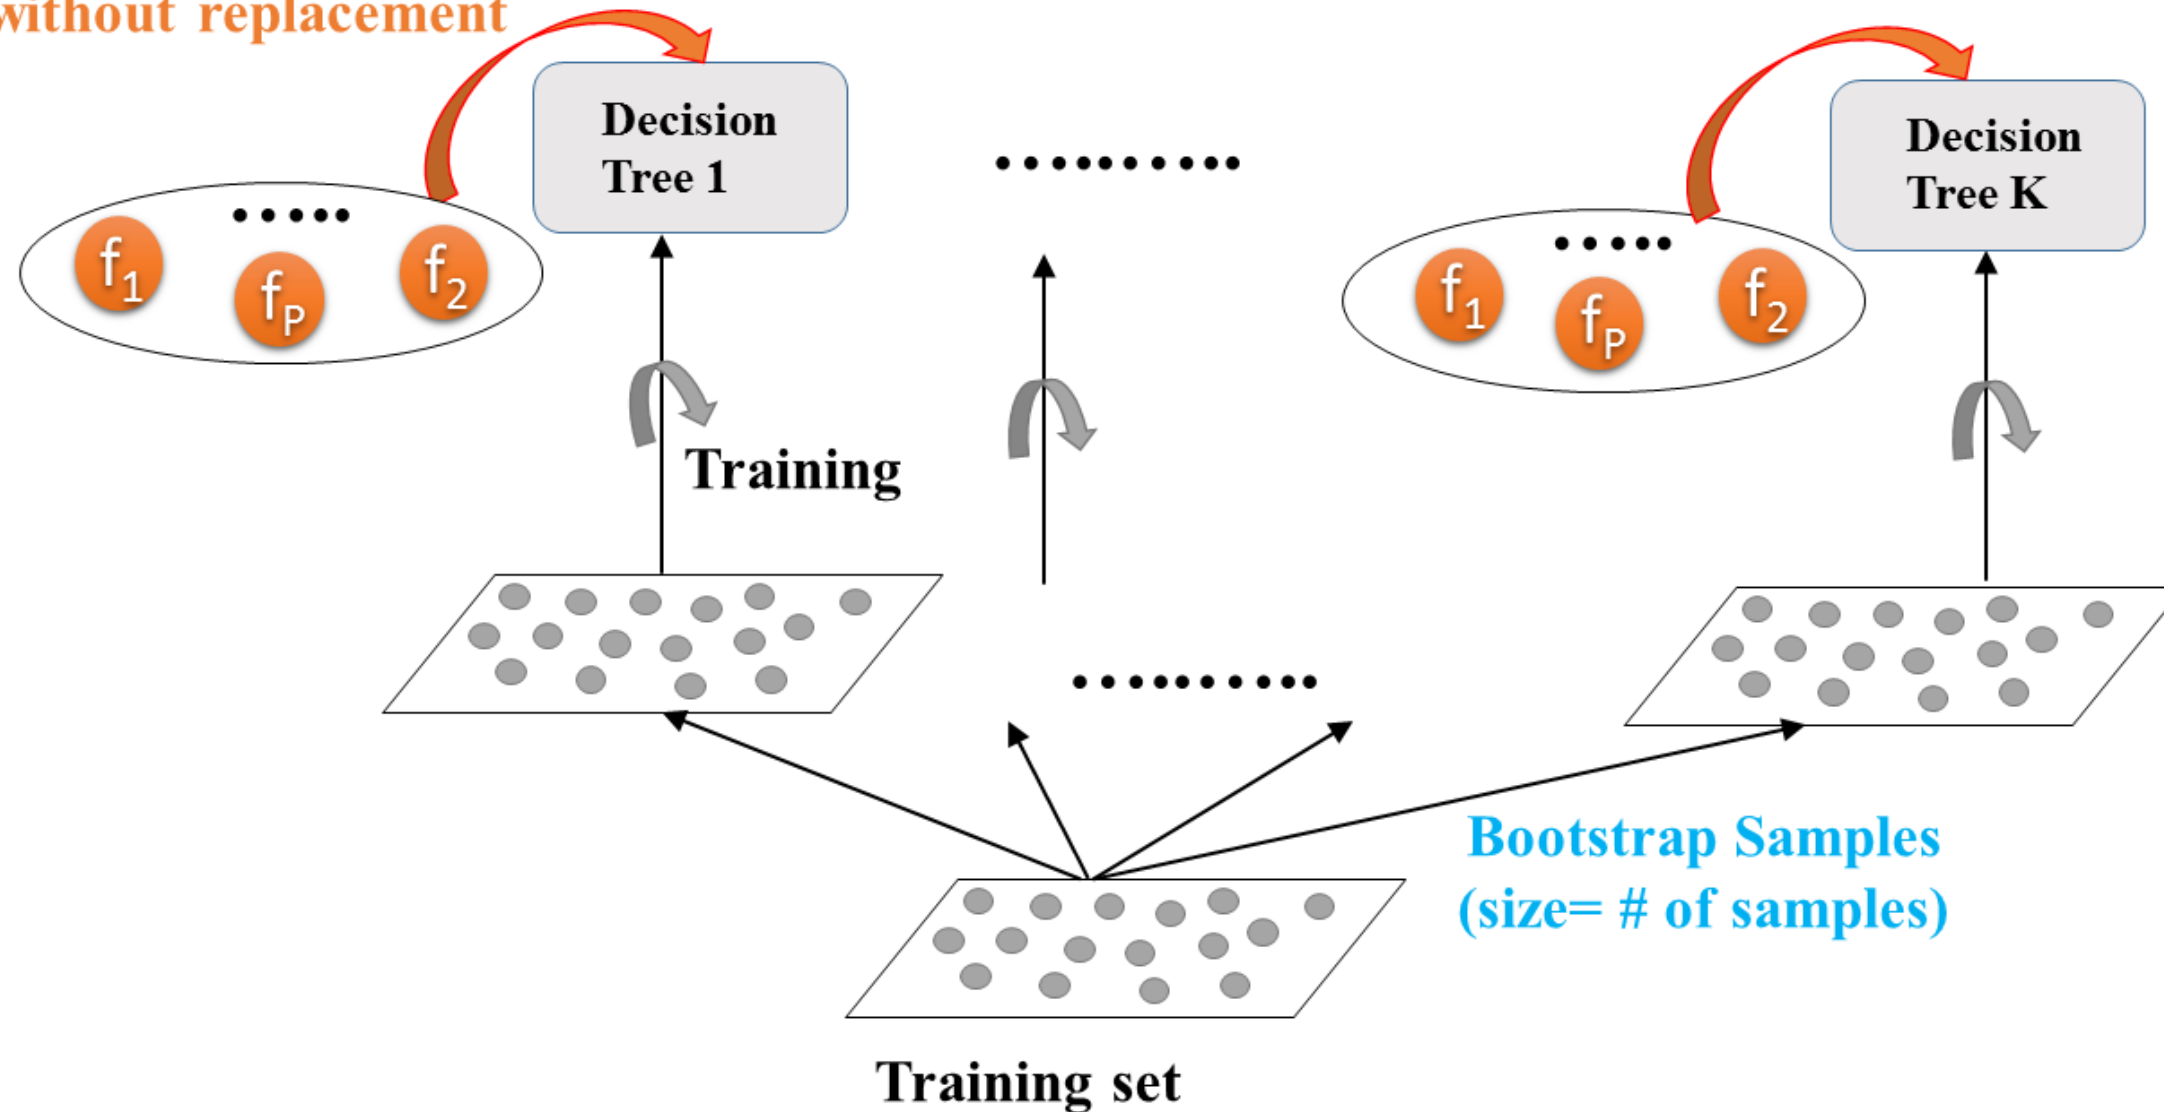 without replacement
Decision
Tree 1
Decision
Tree K
f1
fP
f2
f1
fP
f2
Training
Bootstrap Samples
(size= # of samples)
Training set